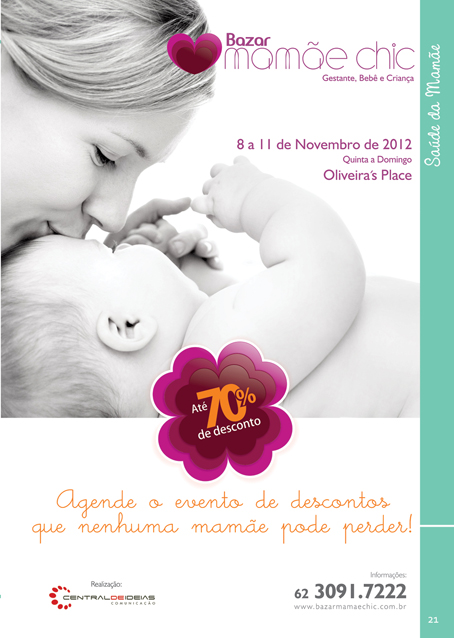 Bazar
mamãe chic
Gestante, Bebê e Criança
8 a 11 de Novembro de 2012
Quinta a Domingo
Oliveira's Place
Saúde da Mamãe
Até 70%
de desconto
Agende o evento de descontos
que nenhuma mamãe pode perder!
Realização:
CENTRALDEIDEIAS
COMUNICAÇÃO
Informações:
62 3091.7222
www.bazarmamaechic.com.br
21